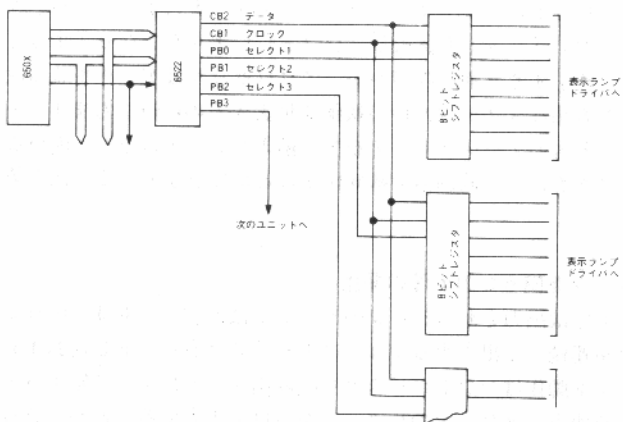 650X
6522
CB2 データ
CB1 クロック
PB0 セレクト1
PB1 セレクト2
PB2 セレクト3
PB3
次のユニットへ
8ビット
シフトレジスタ
表示ランプ
ドライバへ
8ビット
シフトレジスタ
表示ランプ
ドライバへ